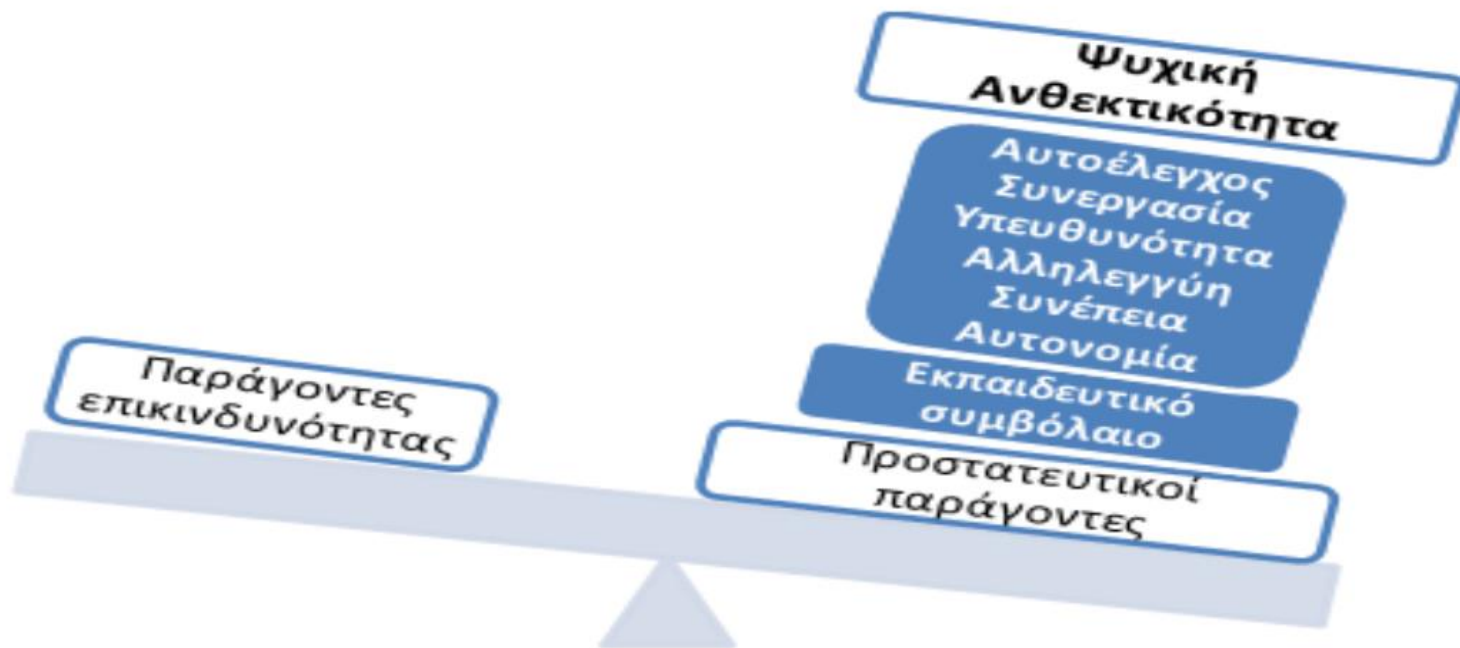 Ψυχική
Ανθεκτικότητα
Αυτοέλεγχος
Συνεργασία
Υπευθυνότητα
Αλληλεγγύη
Συνέπεια
Αυτονομία
Εκπαιδευτικό
συμβόλαιο
Προστατευτικοί
παράγοντες
Παράγοντες
επικινδυνότητας